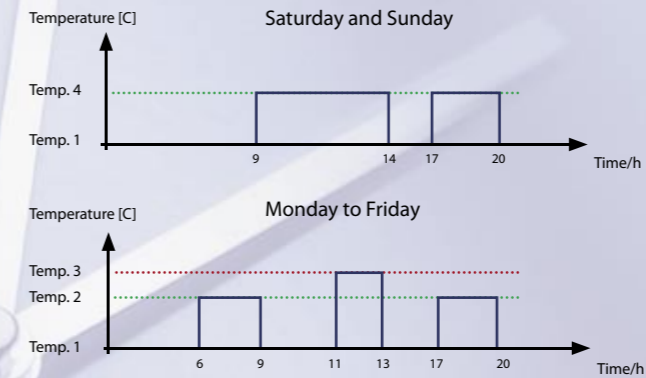 Temperature [C]
Saturday and Sunday
Temp. 4
Temp. 1
9 14 17 20
Time/h
Temperature [C]
Monday to Friday
Temp. 3
Temp. 2
Temp. 1
6 9 11 13 17 20
Time/h